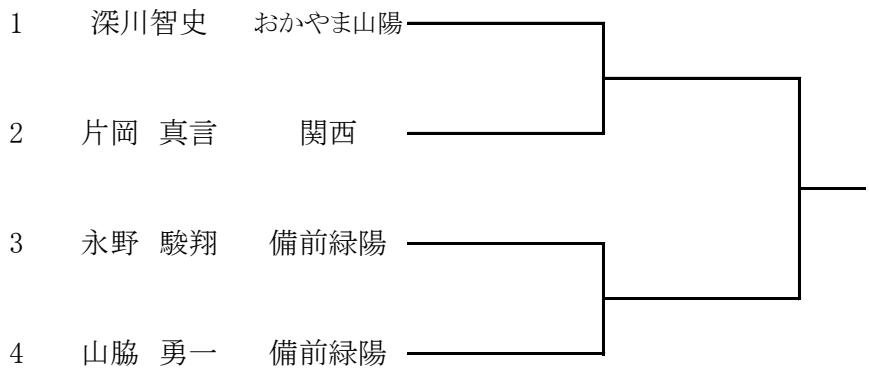 1 深川智史 おかやま山陽
2 片岡 真言 関西
3 永野 駿翔 備前緑陽
4 山脇 勇一 備前緑陽